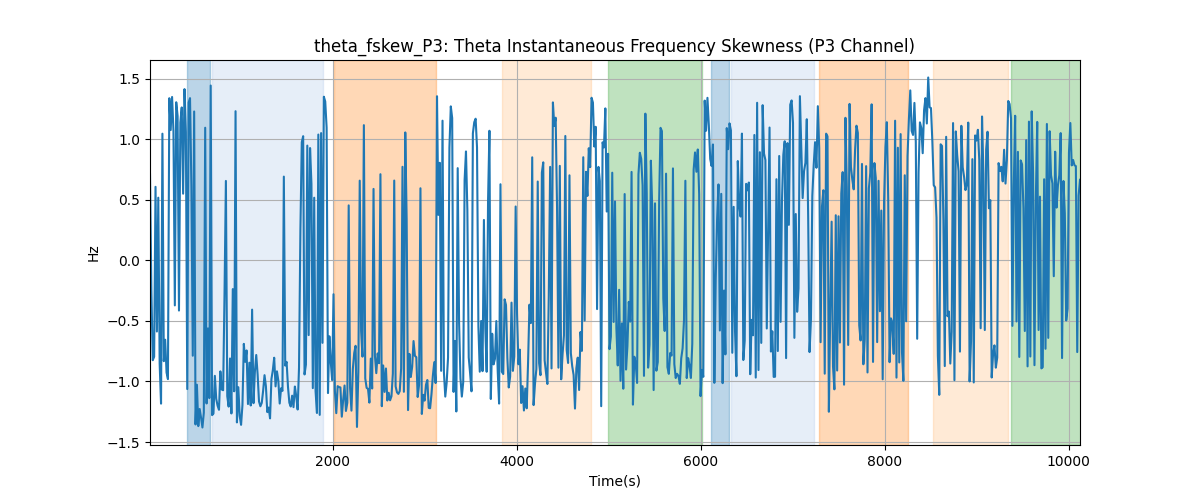 theta_fskew_P3: Theta Instantaneous Frequency Skewness (P3 Channel)
1.5
1.0
0.5
0.0
−0.5
−1.0
−1.5
Hz
2000 4000 6000 8000 10000
Time(s)